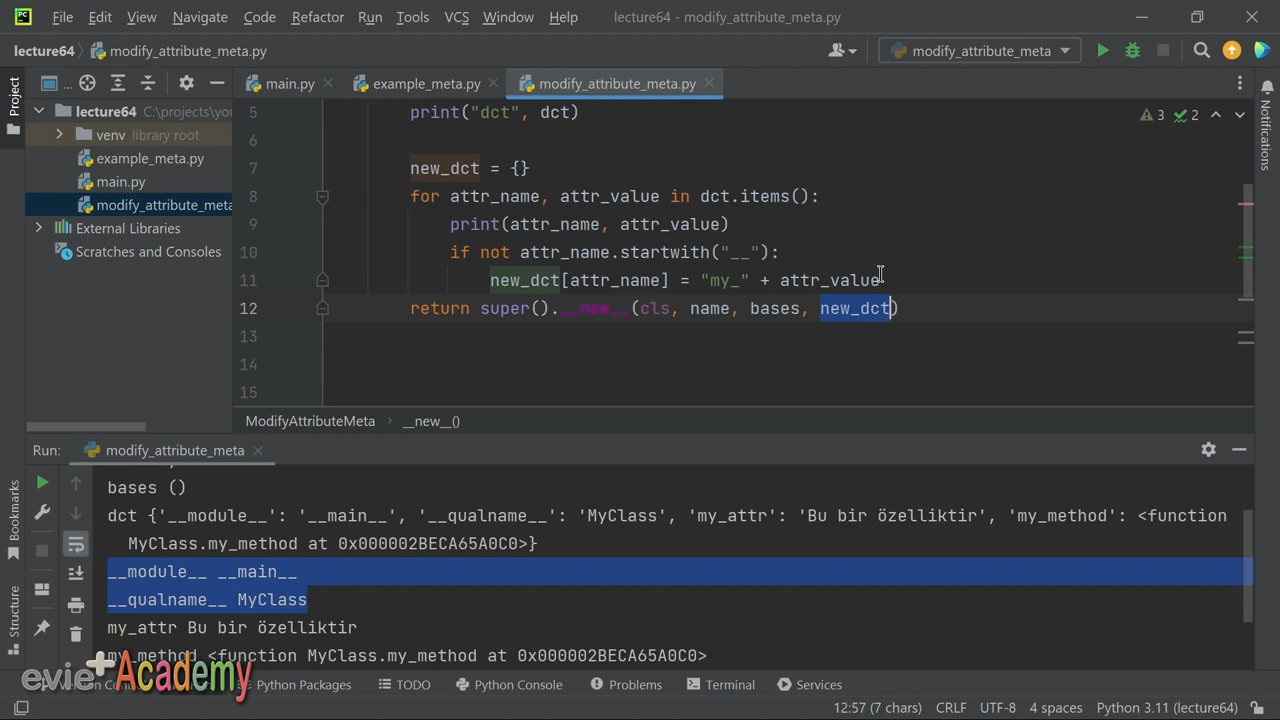 File Edit View Navigate Code Refactor Run Tools VCS Window Help lecture64 - modify_attribute_meta.py
lecture64 modify_attribute_meta.py modify_attribute_meta
Project ... main.py example_meta.py modify_attribute_meta.py
lecture64 C:\projects\you
venv library root
example_meta.py
main.py
modify_attribute_meta
External Libraries
Scratches and Consoles
5 print("dct", dct)
6
7 new_dct = {}
8 for attr_name, attr_value in dct.items():
9 print(attr_name, attr_value)
10 if not attr_name.startwith("__"):
11 new_dct[attr_name] = "my_" + attr_value
12 return super().__new__(cls, name, bases, new_dct)
13
14
15
3 2
Notifications
ModifyAttributeMeta __new__()
Run: modify_attribute_meta
bases ()
dct {'__module__': '__main__', '__qualname__': 'MyClass', 'my_attr': 'Bu bir özelliktir', 'my_method': <function
MyClass.my_method at 0x000002BECA65A0C0>}
__module__ __main__
__qualname__ MyClass
my_attr Bu bir özelliktir
my_method <function MyClass.my_method at 0x000002BECA65A0C0>
Bookmarks
Structure
evie+Academy
Python Packages TODO Python Console Problems Terminal Services
12:57 (7 chars) CRLF UTF-8 4 spaces Python 3.11 (lecture64)